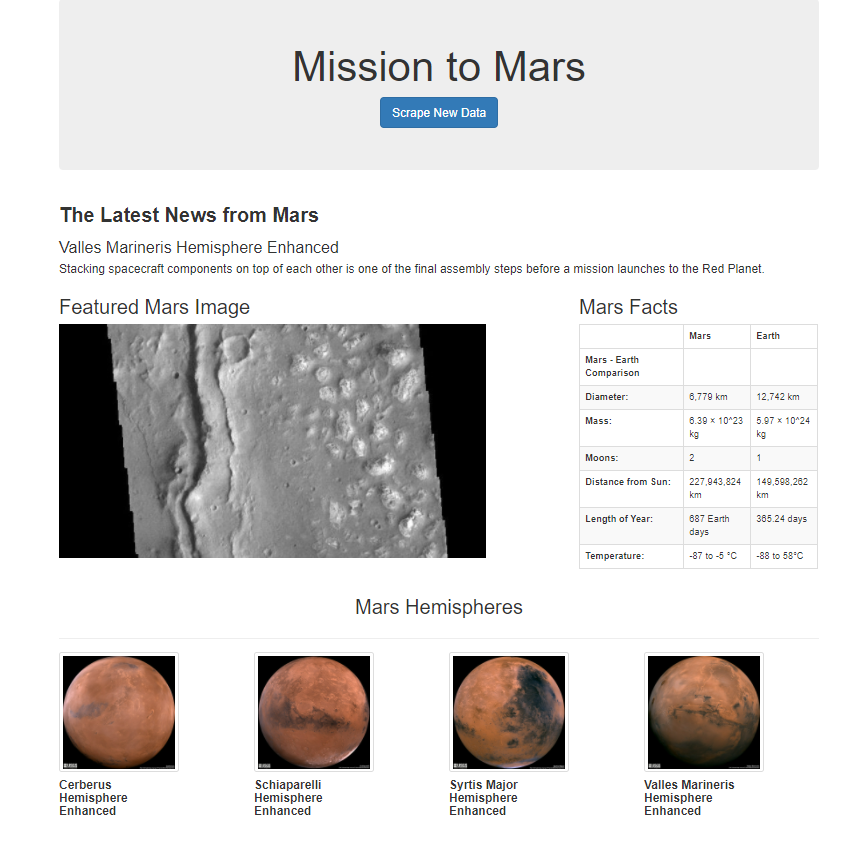 Mission to Mars
Scrape New Data
The Latest News from Mars
Valles Marineris Hemisphere Enhanced
Stacking spacecraft components on top of each other is one of the final assembly steps before a mission launches to the Red Planet.
Featured Mars Image
Mars Facts
Mars Earth
Mars - Earth
Comparison
Diameter: 6,779 km 12,742 km
Mass: 6.39 × 10^23 5.97 × 10^24
kg kg
Moons: 2 1
Distance from Sun: 227,943,824 149,598,262
km km
Length of Year: 687 Earth 365.24 days
days
Temperature: -87 to -5 °C -88 to 58°C
Mars Hemispheres
Cerberus
Hemisphere
Enhanced
Schiaparelli
Hemisphere
Enhanced
Syrtis Major
Hemisphere
Enhanced
Valles Marineris
Hemisphere
Enhanced